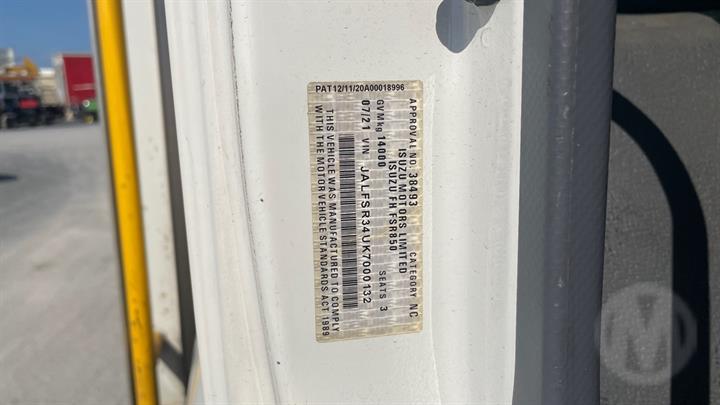 PAT12/11/20A00018996
APPROVAL NO. 38493 CATEGORY NC
ISUZU MOTORS LIMITED
ISUZU FH FSR850
GVM kg 14000 SEATS 3
07/21 VIN JALFSR34UK7000132
THIS VEHICLE WAS MANUFACTURED TO COMPLY
WITH THE MOTOR VEHICLE STANDARDS ACT 1989
M